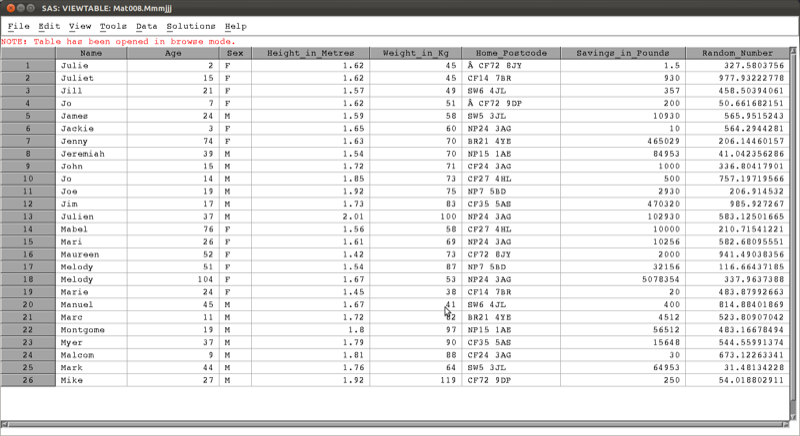 SAS: VIEWTABLE: Mat008.Mmmjjj
File Edit View Tools Data Solutions Help
NOTE: Table has been opened in browse mode.
Name Age Sex Height_in_Metres Weight_in_Kg Home_Postcode Savings_in_Pounds Random_Number
1 Julie 2 F 1.62 45 Â CF72 8JY 1.5 327.5803756
2 Juliet 15 F 1.62 45 CF14 7BR 930 977.93222778
3 Jill 21 F 1.57 49 SW6 4JL 357 458.50394061
4 Jo 7 F 1.62 51 Â CF72 9DP 200 50.661682151
5 James 24 M 1.59 58 SW5 3JL 10930 565.9515243
6 Jackie 3 F 1.65 60 NP24 3AG 10 564.2944281
7 Jenny 74 F 1.63 70 BR21 4YE 465029 206.14460157
8 Jeremiah 39 M 1.54 70 NP15 1AE 84953 41.042356286
9 John 15 M 1.72 71 CF24 3AG 1000 336.80417901
10 Jo 14 M 1.85 73 CF27 4HL 500 757.19719566
11 Joe 19 M 1.92 75 NP7 5BD 2930 206.914532
12 Jim 17 M 1.73 83 CF35 5AS 470320 985.927267
13 Julien 37 M 2.01 100 NP24 3AG 102930 583.12501665
14 Mabel 76 F 1.56 58 CF27 4HL 10000 210.71541221
15 Mari 26 F 1.61 69 NP24 3AG 10256 582.68095551
16 Maureen 52 F 1.42 73 CF72 8JY 2000 941.49038356
17 Melody 51 F 1.54 87 NP7 5BD 32156 116.66437185
18 Melody 104 F 1.67 53 NP24 3AG 5078354 337.9637388
19 Marie 24 F 1.45 38 CF14 7BR 20 483.87992663
20 Manuel 45 M 1.67 41 SW6 4JL 400 814.88401869
21 Marc 11 M 1.72 82 BR21 4YE 4512 523.80907042
22 Montgome 19 M 1.8 97 NP15 1AE 56512 483.16678494
23 Myer 37 M 1.79 90 CF35 5AS 15648 544.55991374
24 Malcom 9 M 1.81 88 CF24 3AG 30 673.12263341
25 Mark 44 M 1.76 64 SW5 3JL 64953 31.48134228
26 Mike 27 M 1.92 119 CF72 9DP 250 54.018802911